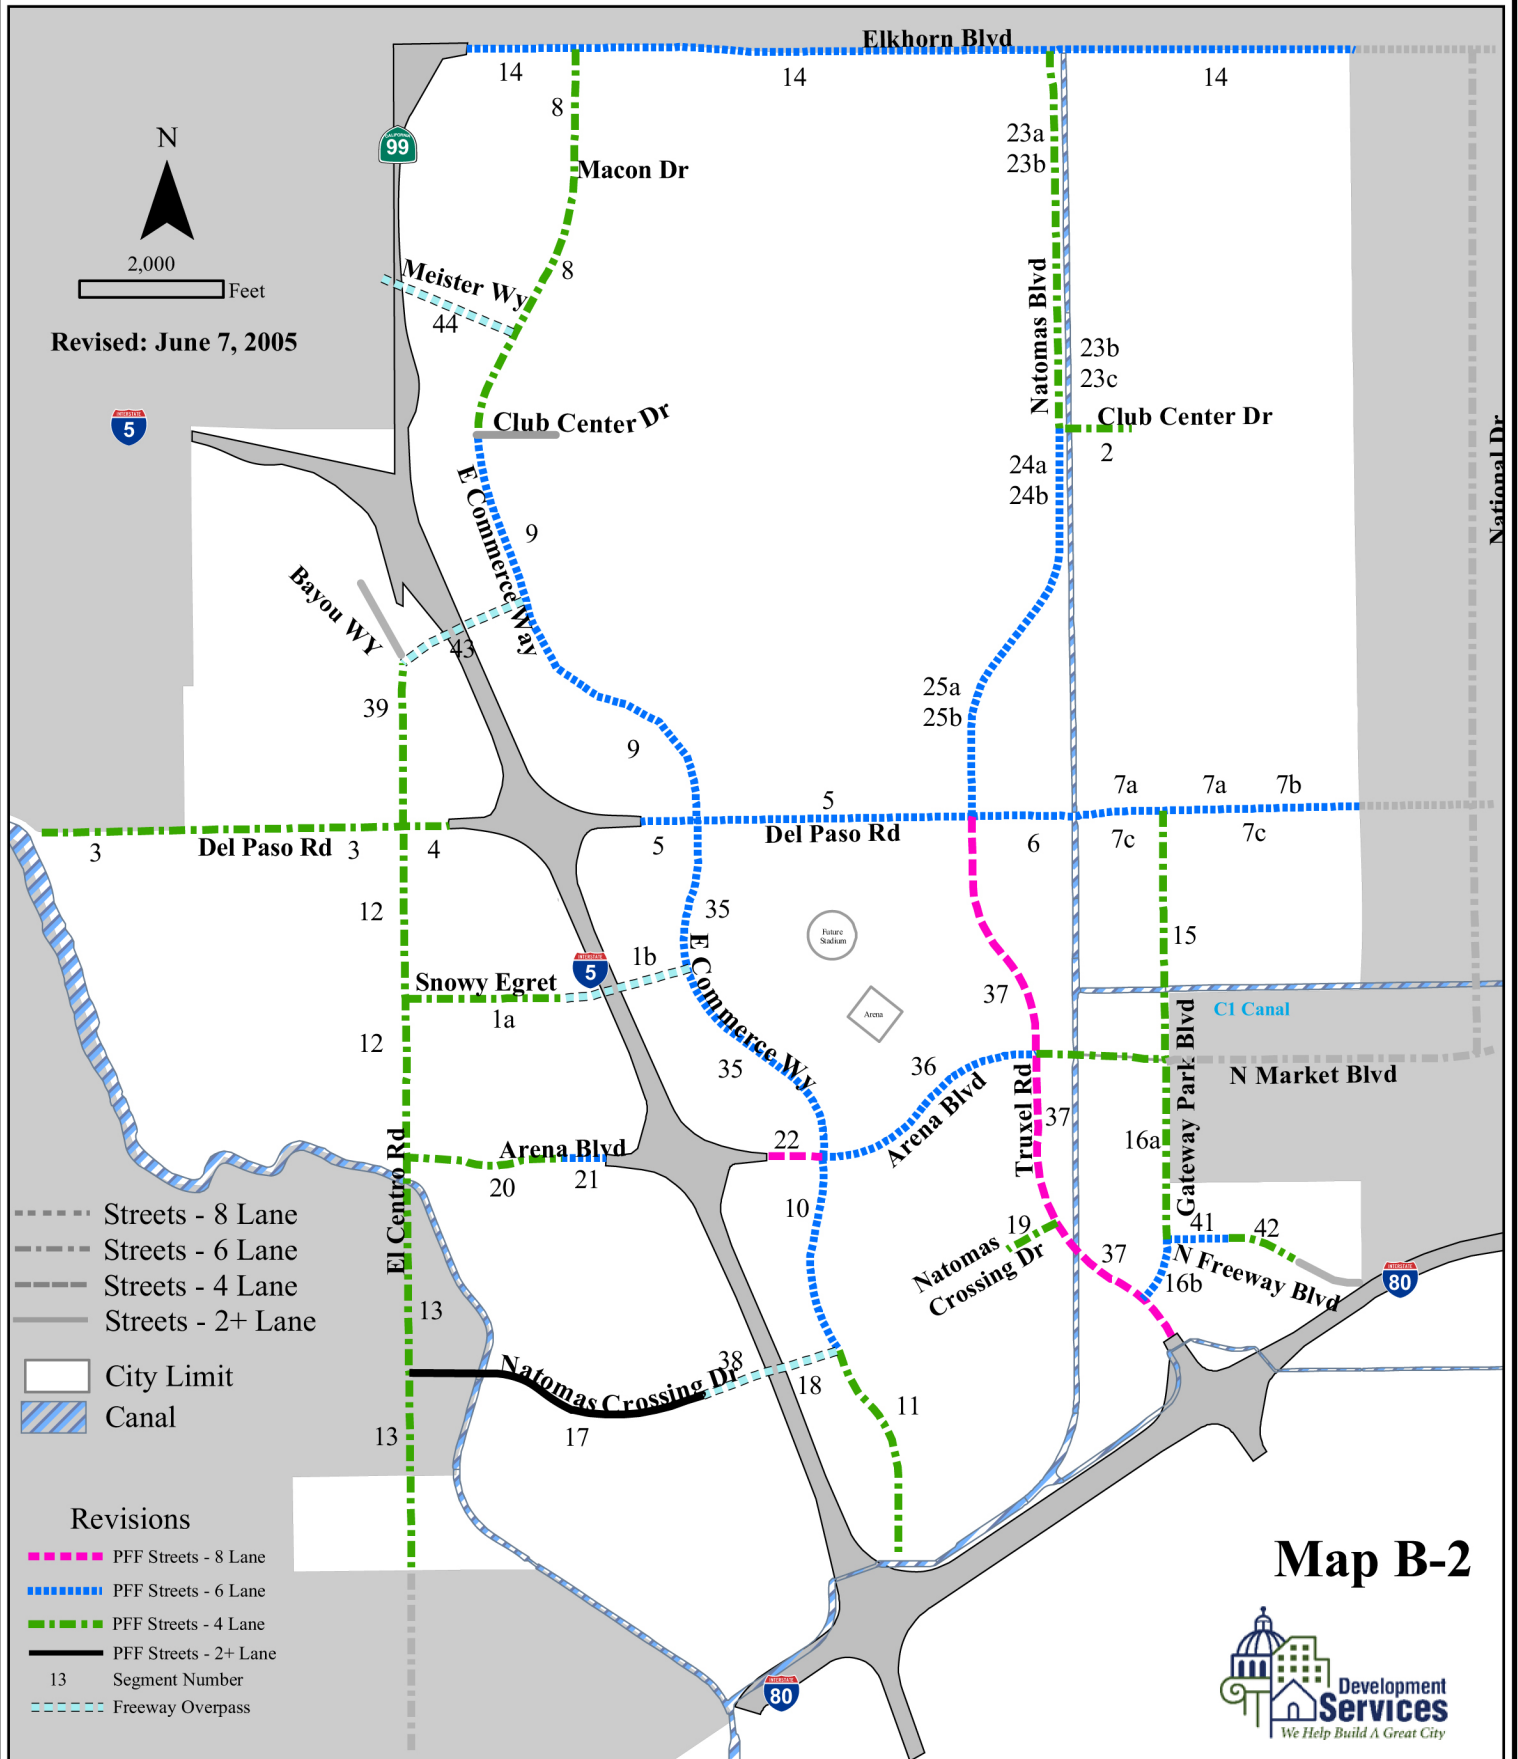 Elkhorn Blvd
14
14
14
8
23a
23b
N
CALIFORNIA
99
Macon Dr
2,000
Feet
Meister Wy
8
44
Revised: June 7, 2005
Natomas Blvd
23b
23c
INTERSTATE
5
Club Center Dr
Club Center Dr
2
24a
24b
National Dr
E Commerce Way
9
Bayou WY
43
39
25a
25b
9
7a
7a
7b
5
Del Paso Rd
3
3
4
Del Paso Rd
5
6
7c
7c
12
35
Future
Stadium
15
INTERSTATE
5
1b
Snowy Egret
1a
E Commerce Wy
37
Arena
C1 Canal
12
35
36
N Market Blvd
Arena Blvd
Truxel Rd
37
16a
Gateway Park Blvd
El Centro Rd
Arena Blvd
22
20
21
10
Streets - 8 Lane
Streets - 6 Lane
Streets - 4 Lane
Streets - 2+ Lane
City Limit
Canal
19
Natomas
Crossing Dr
37
41
42
N Freeway Blvd
16b
INTERSTATE
80
13
Natomas Crossing Dr
38
18
17
11
13
Revisions
PFF Streets - 8 Lane
PFF Streets - 6 Lane
PFF Streets - 4 Lane
PFF Streets - 2+ Lane
13
Segment Number
Freeway Overpass
INTERSTATE
80
Map B-2
Development
Services
We Help Build A Great City